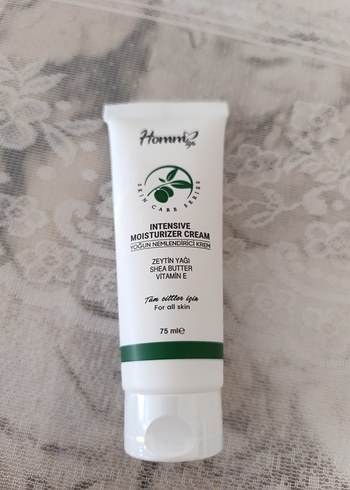 Homm
SKIN CARE SERIES
INTENSIVE
MOISTURIZER CREAM
YOĞUN NEMLENDİRİCİ KREM
ZEYTİN YAĞI
SHEA BUTTER
VİTAMİN E
Tüm ciltler için
For all skin
75 ml℮